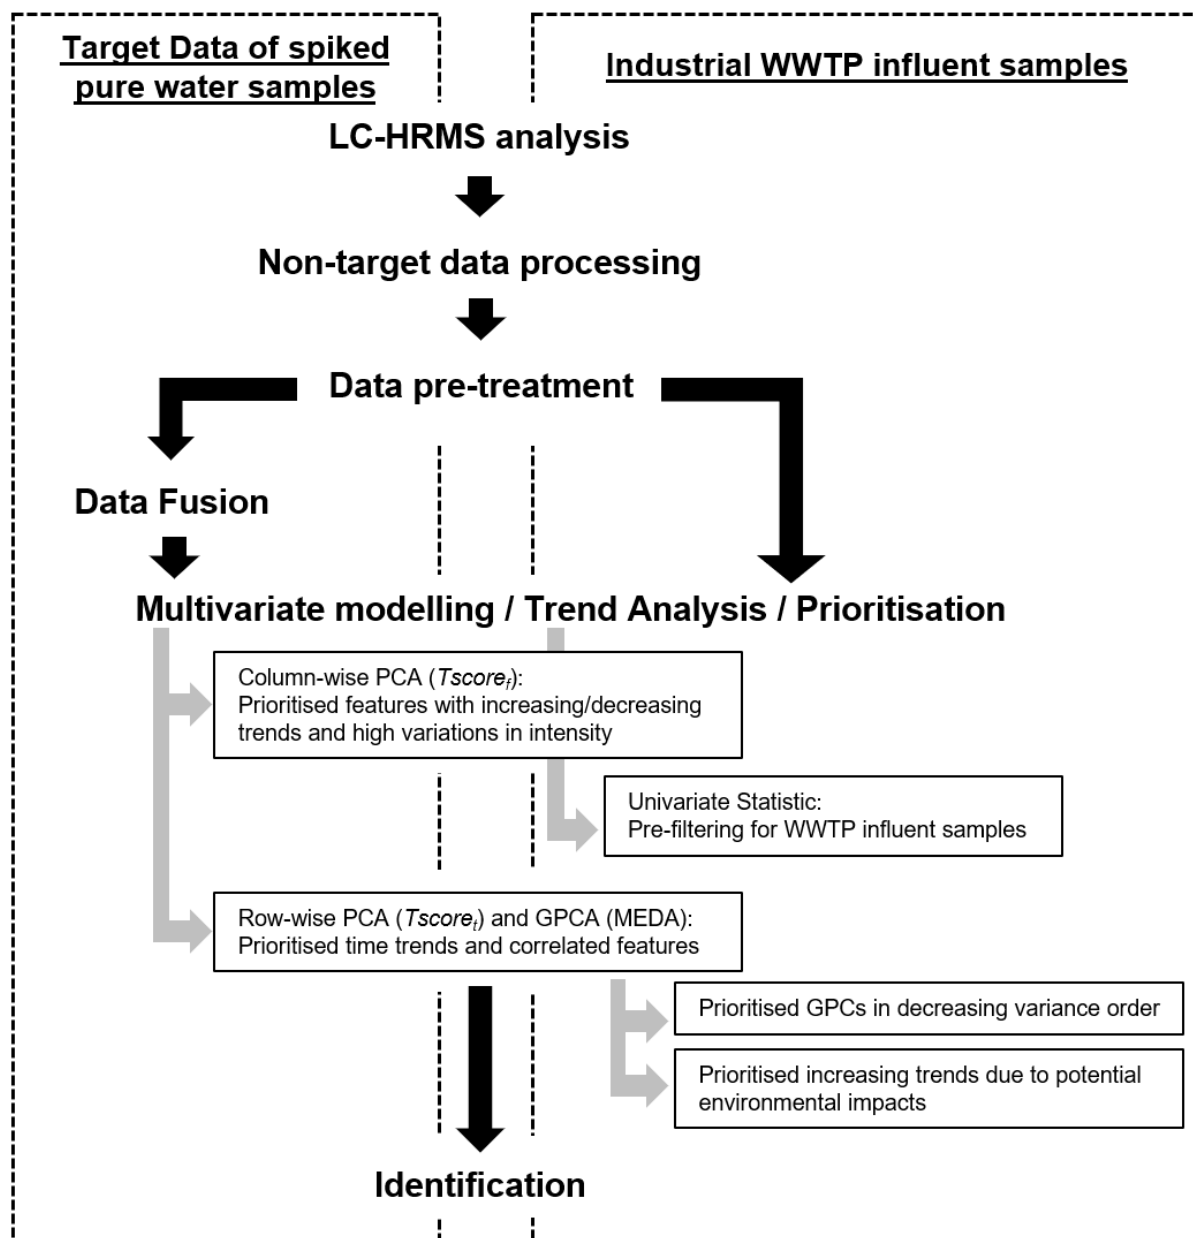 Target Data of spiked
pure water samples
Industrial WWTP influent samples
LC-HRMS analysis
Non-target data processing
Data pre-treatment
Data Fusion
Multivariate modelling / Trend Analysis / Prioritisation
Column-wise PCA (Tscoref):
Prioritised features with increasing/decreasing
trends and high variations in intensity
Univariate Statistic:
Pre-filtering for WWTP influent samples
Row-wise PCA (Tscoret) and GPCA (MEDA):
Prioritised time trends and correlated features
Prioritised GPCs in decreasing variance order
Prioritised increasing trends due to potential
environmental impacts
Identification